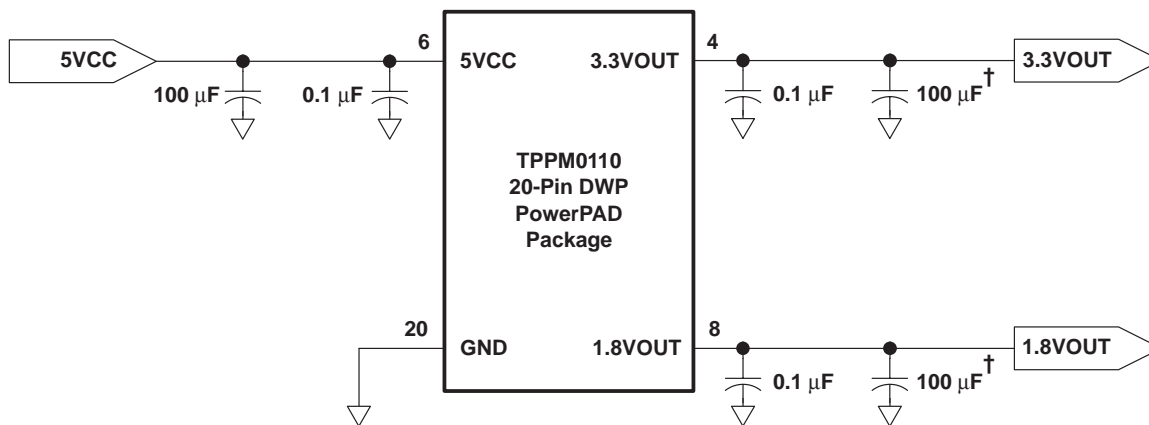 5VCC
6
5VCC
100 μF
0.1 μF
4
3.3VOUT
3.3VOUT
0.1 μF
100 μF†
TPPM0110
20-Pin DWP
PowerPAD
Package
20
GND
8
1.8VOUT
1.8VOUT
0.1 μF
100 μF†